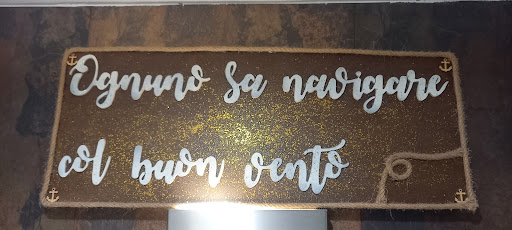 Ognuno sa navigare
col buon vento